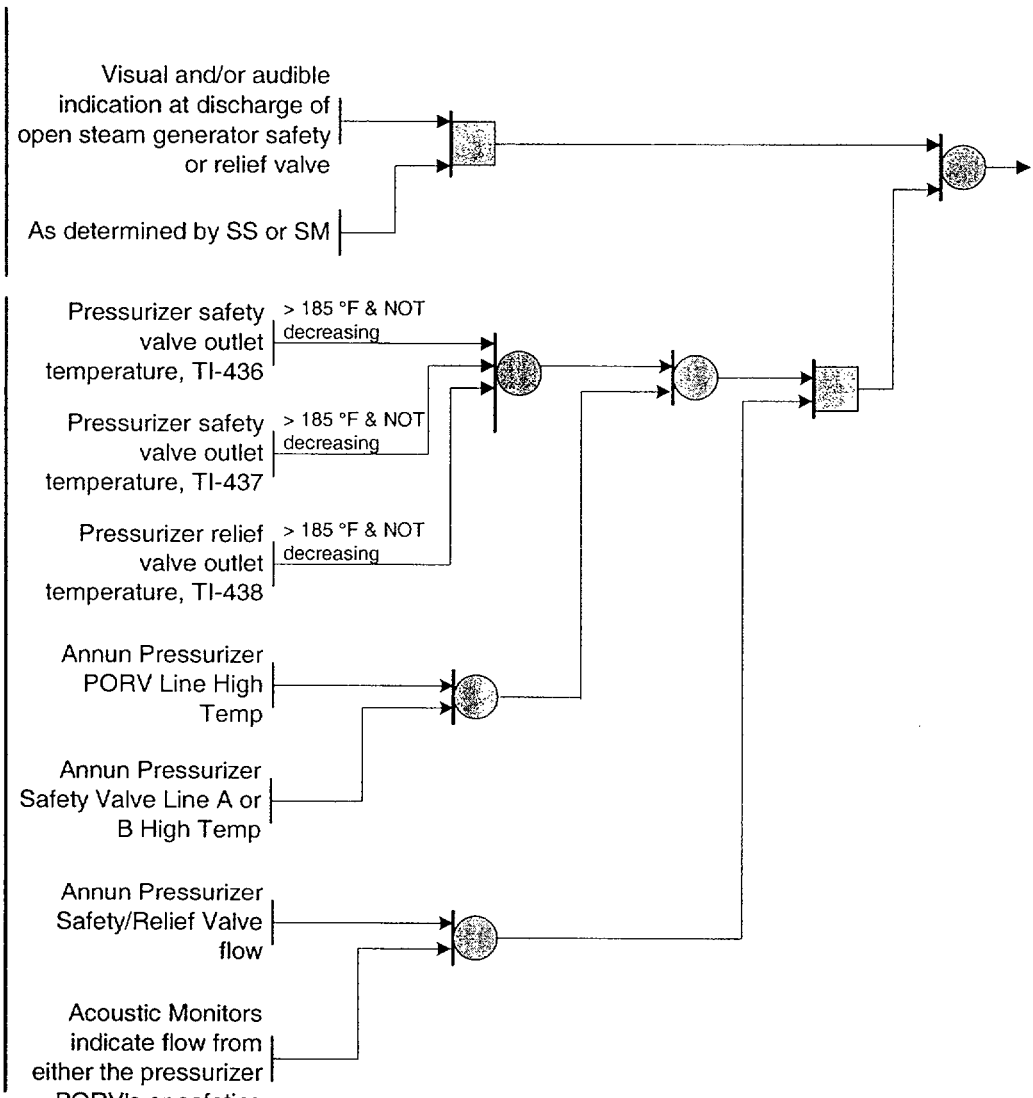 Visual and/or audible
indication at discharge of
open steam generator safety
or relief valve
As determined by SS or SM
Pressurizer safety
valve outlet
temperature, TI-436
> 185 °F & NOT
decreasing
Pressurizer safety
valve outlet
temperature, TI-437
> 185 °F & NOT
decreasing
Pressurizer relief
valve outlet
temperature, TI-438
> 185 °F & NOT
decreasing
Annun Pressurizer
PORV Line High
Temp
Annun Pressurizer
Safety Valve Line A or
B High Temp
Annun Pressurizer
Safety/Relief Valve
flow
Acoustic Monitors
indicate flow from
either the pressurizer